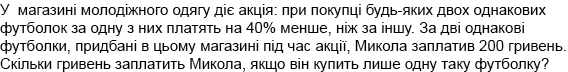 У магазині молодіжного одягу діє акція: при покупці будь-яких двох однакових
футболок за одну з них платять на 40% менше, ніж за іншу. За дві однакові
футболки, придбані в цьому магазині під час акції, Микола заплатив 200 гривень.
Скільки гривень заплатить Микола, якщо він купить лише одну таку футболку?